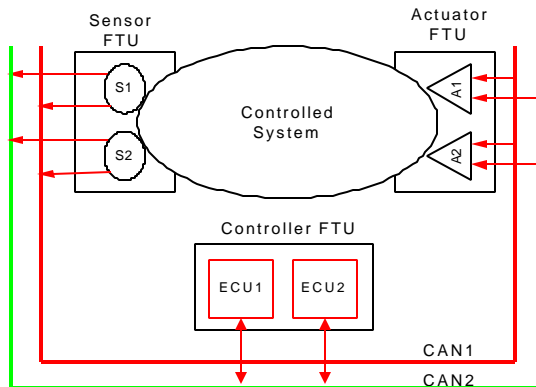 Sensor
FTU
Actuator
FTU
S1
S2
Controlled
System
A1
A2
Controller FTU
ECU1
ECU2
CAN1
CAN2